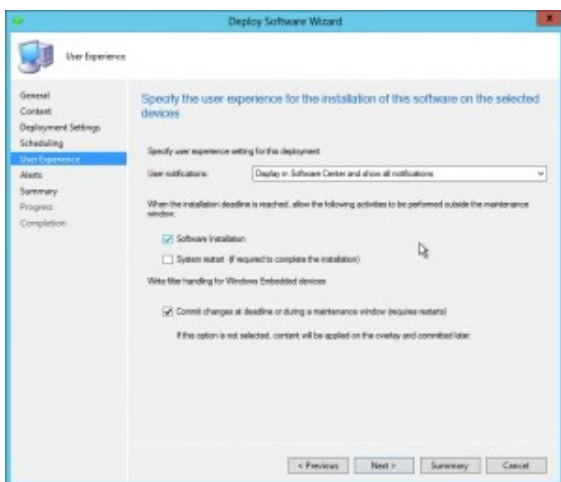 Deploy Software Wizard
x
User Experience
General
Content
Deployment Settings
Scheduling
User Experience
Alerts
Summary
Progress
Completion
Specify the user experience for the installation of this software on the selected
devices
Specify user experience setting for this deployment
User notifications:
Display in Software Center and show all notifications
When the installation deadline is reached, allow the following activities to be performed outside the maintenance
window:
Software Installation
System restart (if required to complete the installation)
Write filter handling for Windows Embedded devices
Commit changes at deadline or during a maintenance window (requires restarts)
If this option is not selected, content will be applied on the overlay and committed later.
< Previous
Next >
Summary
Cancel